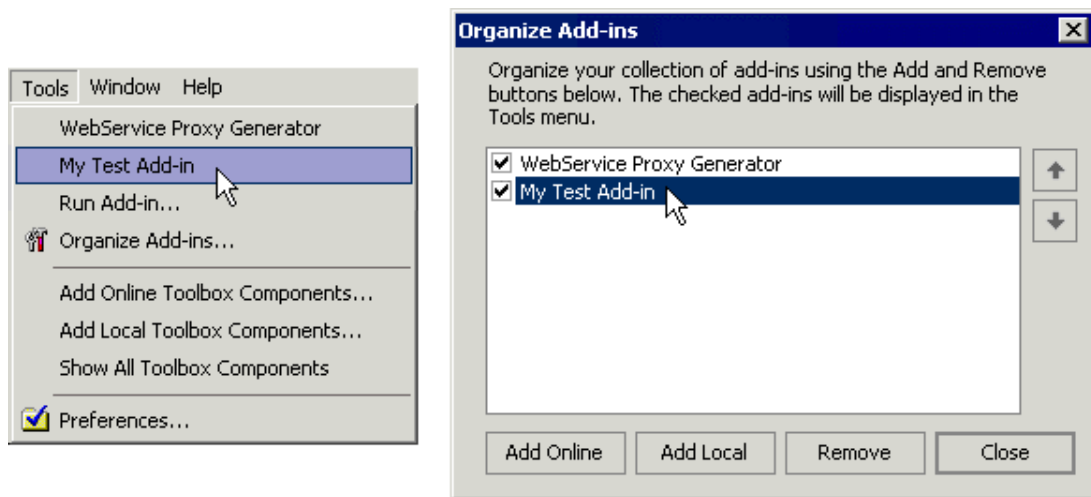 Tools Window Help
WebService Proxy Generator
My Test Add-in
Run Add-in...
Organize Add-ins...
Add Online Toolbox Components...
Add Local Toolbox Components...
Show All Toolbox Components
Preferences...
Organize Add-ins
Organize your collection of add-ins using the Add and Remove
buttons below. The checked add-ins will be displayed in the
Tools menu.
WebService Proxy Generator
My Test Add-in
Add Online Add Local Remove Close